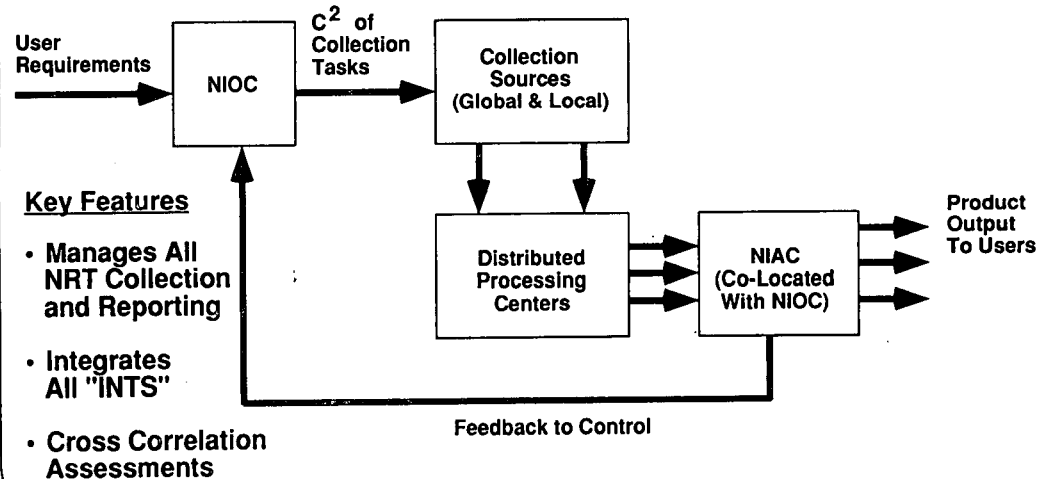 User
Requirements
NIOC
C² of
Collection
Tasks
Collection
Sources
(Global & Local)
Key Features
• Manages All
NRT Collection
and Reporting
• Integrates
All "INTS"
• Cross Correlation
Assessments
Distributed
Processing
Centers
NIAC
(Co-Located
With NIOC)
Product
Output
To Users
Feedback to Control